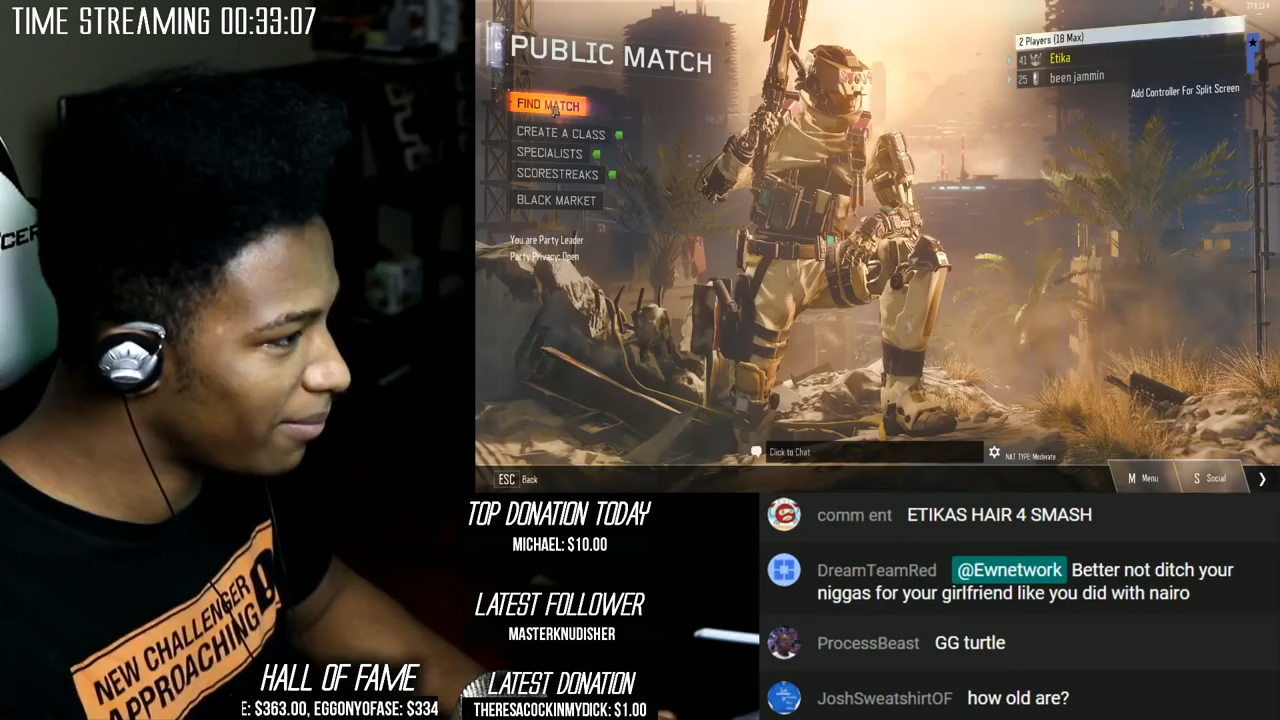 TIME STREAMING 00:33:07
CER
NEW CHALLENGER
APPROACHING !
PUBLIC MATCH
FIND MATCH
CREATE A CLASS
SPECIALISTS
SCORESTREAKS
BLACK MARKET
You are Party Leader
Party Privacy: Open
2 Players (18 Max)
41 Etika
25 been jammin
Add Controller For Split Screen
Click to Chat
NAT TYPE: Moderate
ESC Back
M Menu
S Social
TOP DONATION TODAY
MICHAEL: $10.00
LATEST FOLLOWER
MASTERKNUDISHER
HALL OF FAME
E: $363.00, EGGONYOFASE: $334
LATEST DONATION
THERESACOCKINMYDICK: $1.00
comm ent ETIKAS HAIR 4 SMASH
DreamTeamRed @Ewnetwork Better not ditch your
niggas for your girlfriend like you did with nairo
ProcessBeast GG turtle
JoshSweatshirtOF how old are?